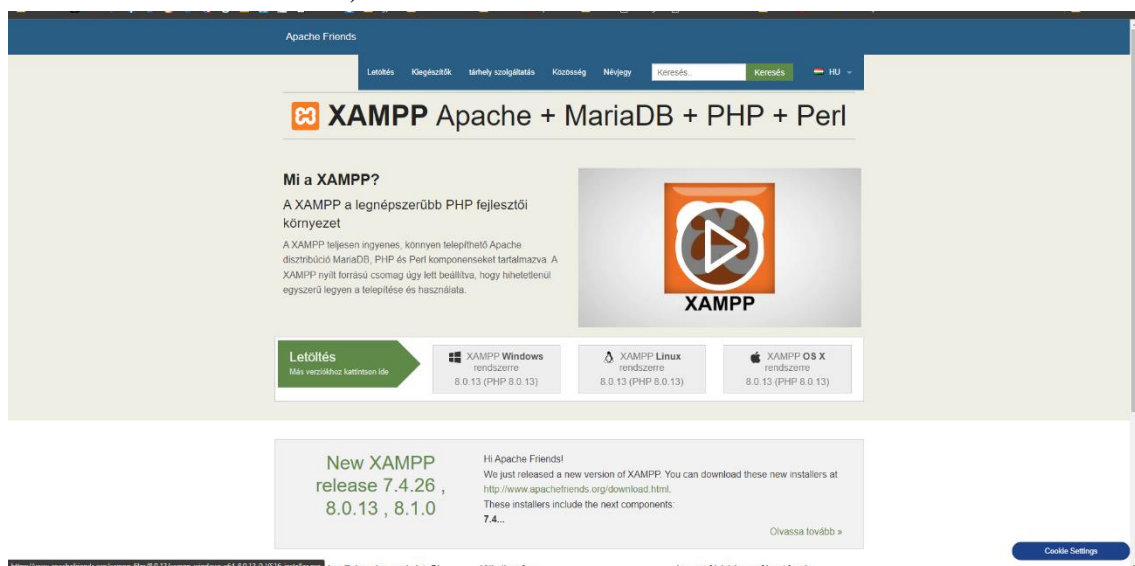 Apache Friends
Letöltés Kiegészítők tárhely szolgáltatás Közösség Névjegy Keresés... Keresés HU
XAMPP Apache + MariaDB + PHP + Perl
Mi a XAMPP?
A XAMPP a legnépszerűbb PHP fejlesztői
környezet
A XAMPP teljesen ingyenes, könnyen telepíthető Apache
disztribúció MariaDB, PHP és Perl komponenseket tartalmazva. A
XAMPP nyílt forrású csomag úgy lett beállítva, hogy hihetetlenül
egyszerű legyen a telepítése és használata.
XAMPP
Letöltés
Más verziókhoz kattintson ide
XAMPP Windows
rendszerre
8.0.13 (PHP 8.0.13)
XAMPP Linux
rendszerre
8.0.13 (PHP 8.0.13)
XAMPP OS X
rendszerre
8.0.13 (PHP 8.0.13)
New XAMPP
release 7.4.26 ,
8.0.13 , 8.1.0
Hi Apache Friends!
We just released a new version of XAMPP. You can download these new installers at
http://www.apachefriends.org/download.html.
These installers include the next components:
7.4...
Olvassa tovább »
Cookie Settings